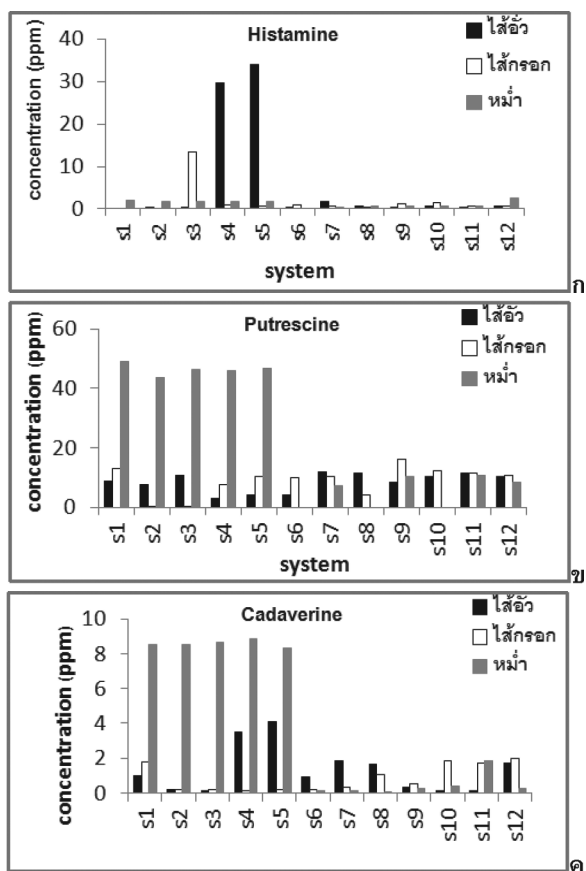 Histamine
ไส้อั่ว
ไส้กรอก
หม่ำ
concentration (ppm)
40
30
20
10
0
s1 s2 s3 s4 s5 s6 s7 s8 s9 s10 s11 s12
system
ก
Putrescine
ไส้อั่ว
ไส้กรอก
หม่ำ
concentration (ppm)
60
40
20
0
s1 s2 s3 s4 s5 s6 s7 s8 s9 s10 s11 s12
system
ข
Cadaverine
ไส้อั่ว
ไส้กรอก
หม่ำ
concentration (ppm)
10
8
6
4
2
0
s1 s2 s3 s4 s5 s6 s7 s8 s9 s10 s11 s12
ค